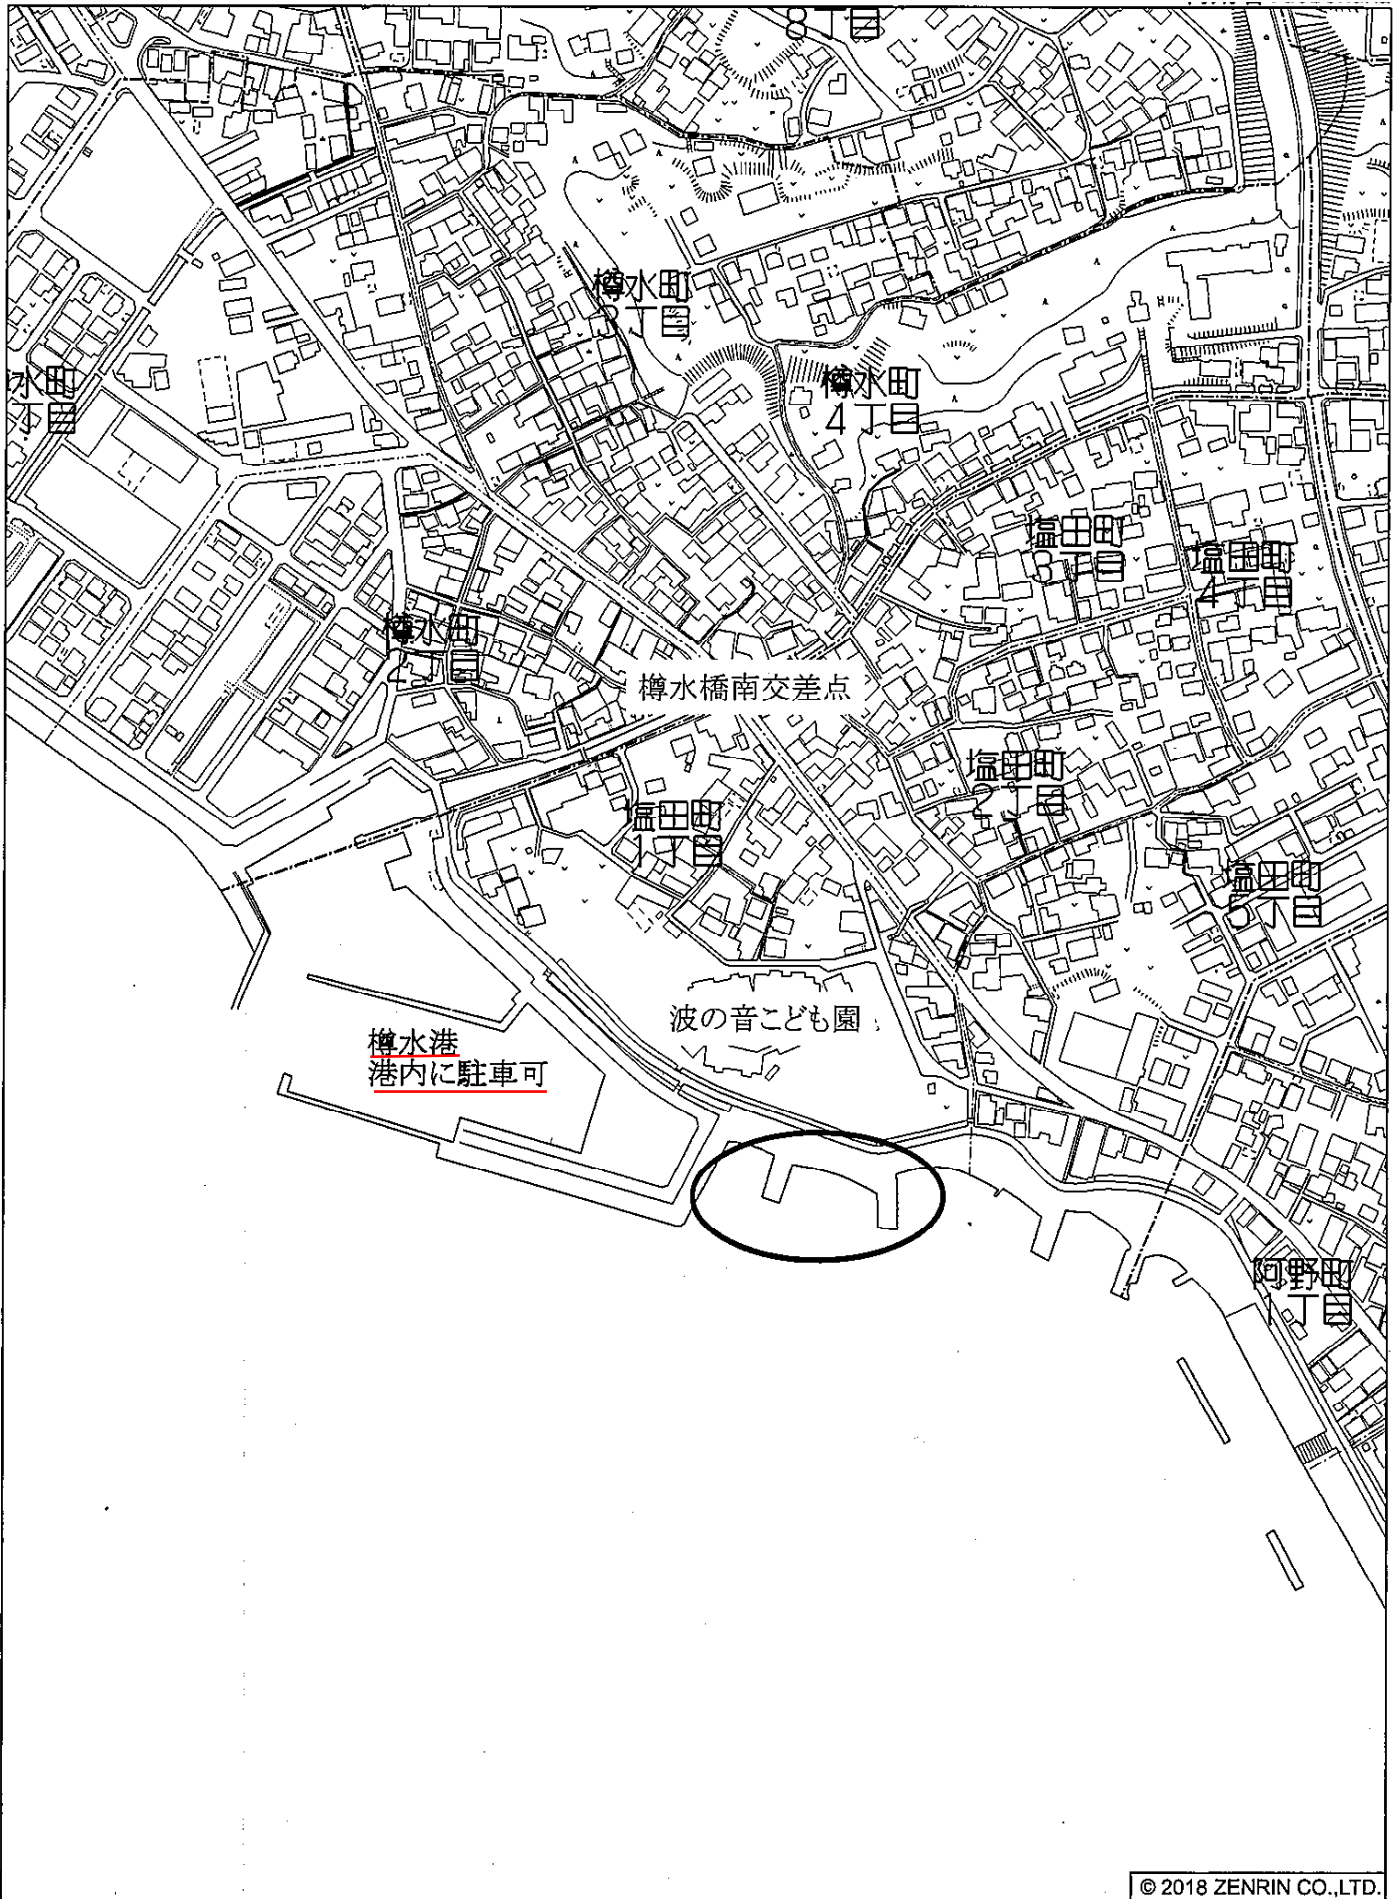 8丁目
樽水町
3丁目
水町
丁目
樽水町
4丁目
塩田町
3丁目
塩田町
4丁目
樽水町
2丁目
樽水橋南交差点
塩田町
2丁目
塩田町
1丁目
塩田町
5丁目
波の音こども園
樽水港
港内に駐車可
阿野町
1丁目
© 2018 ZENRIN CO.,LTD.